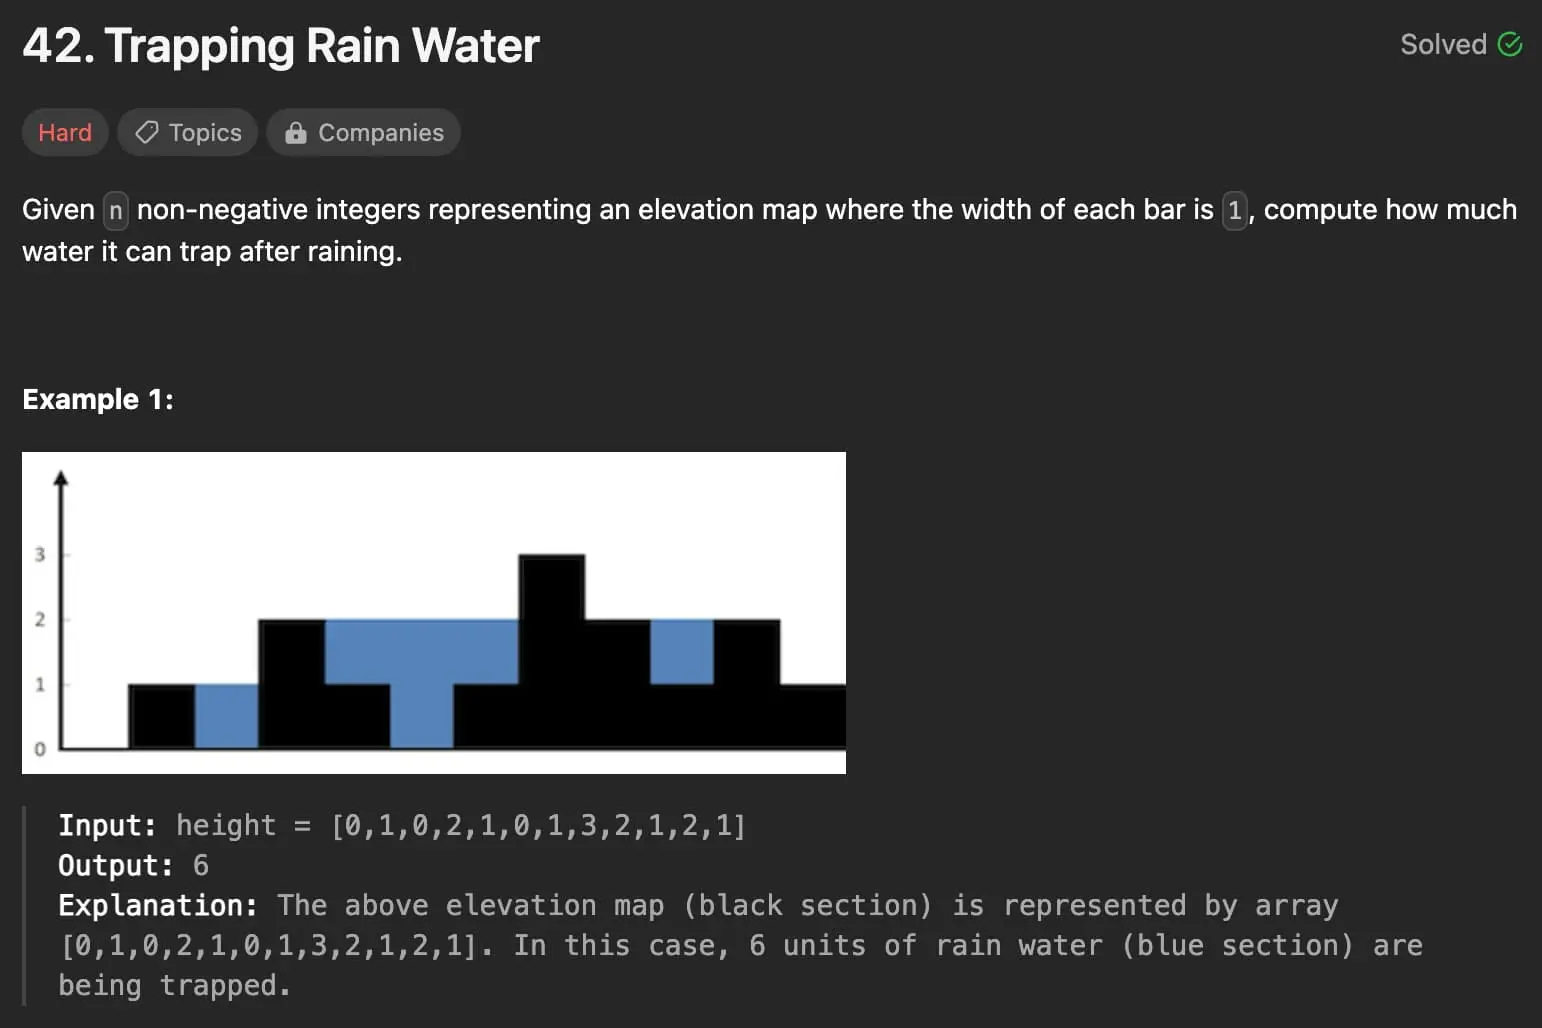 42. Trapping Rain Water
Solved
Hard
Topics
Companies
Given n non-negative integers representing an elevation map where the width of each bar is 1, compute how much
water it can trap after raining.
Example 1:
3
2
1
0
Input: height = [0,1,0,2,1,0,1,3,2,1,2,1]
Output: 6
Explanation: The above elevation map (black section) is represented by array
[0,1,0,2,1,0,1,3,2,1,2,1]. In this case, 6 units of rain water (blue section) are
being trapped.